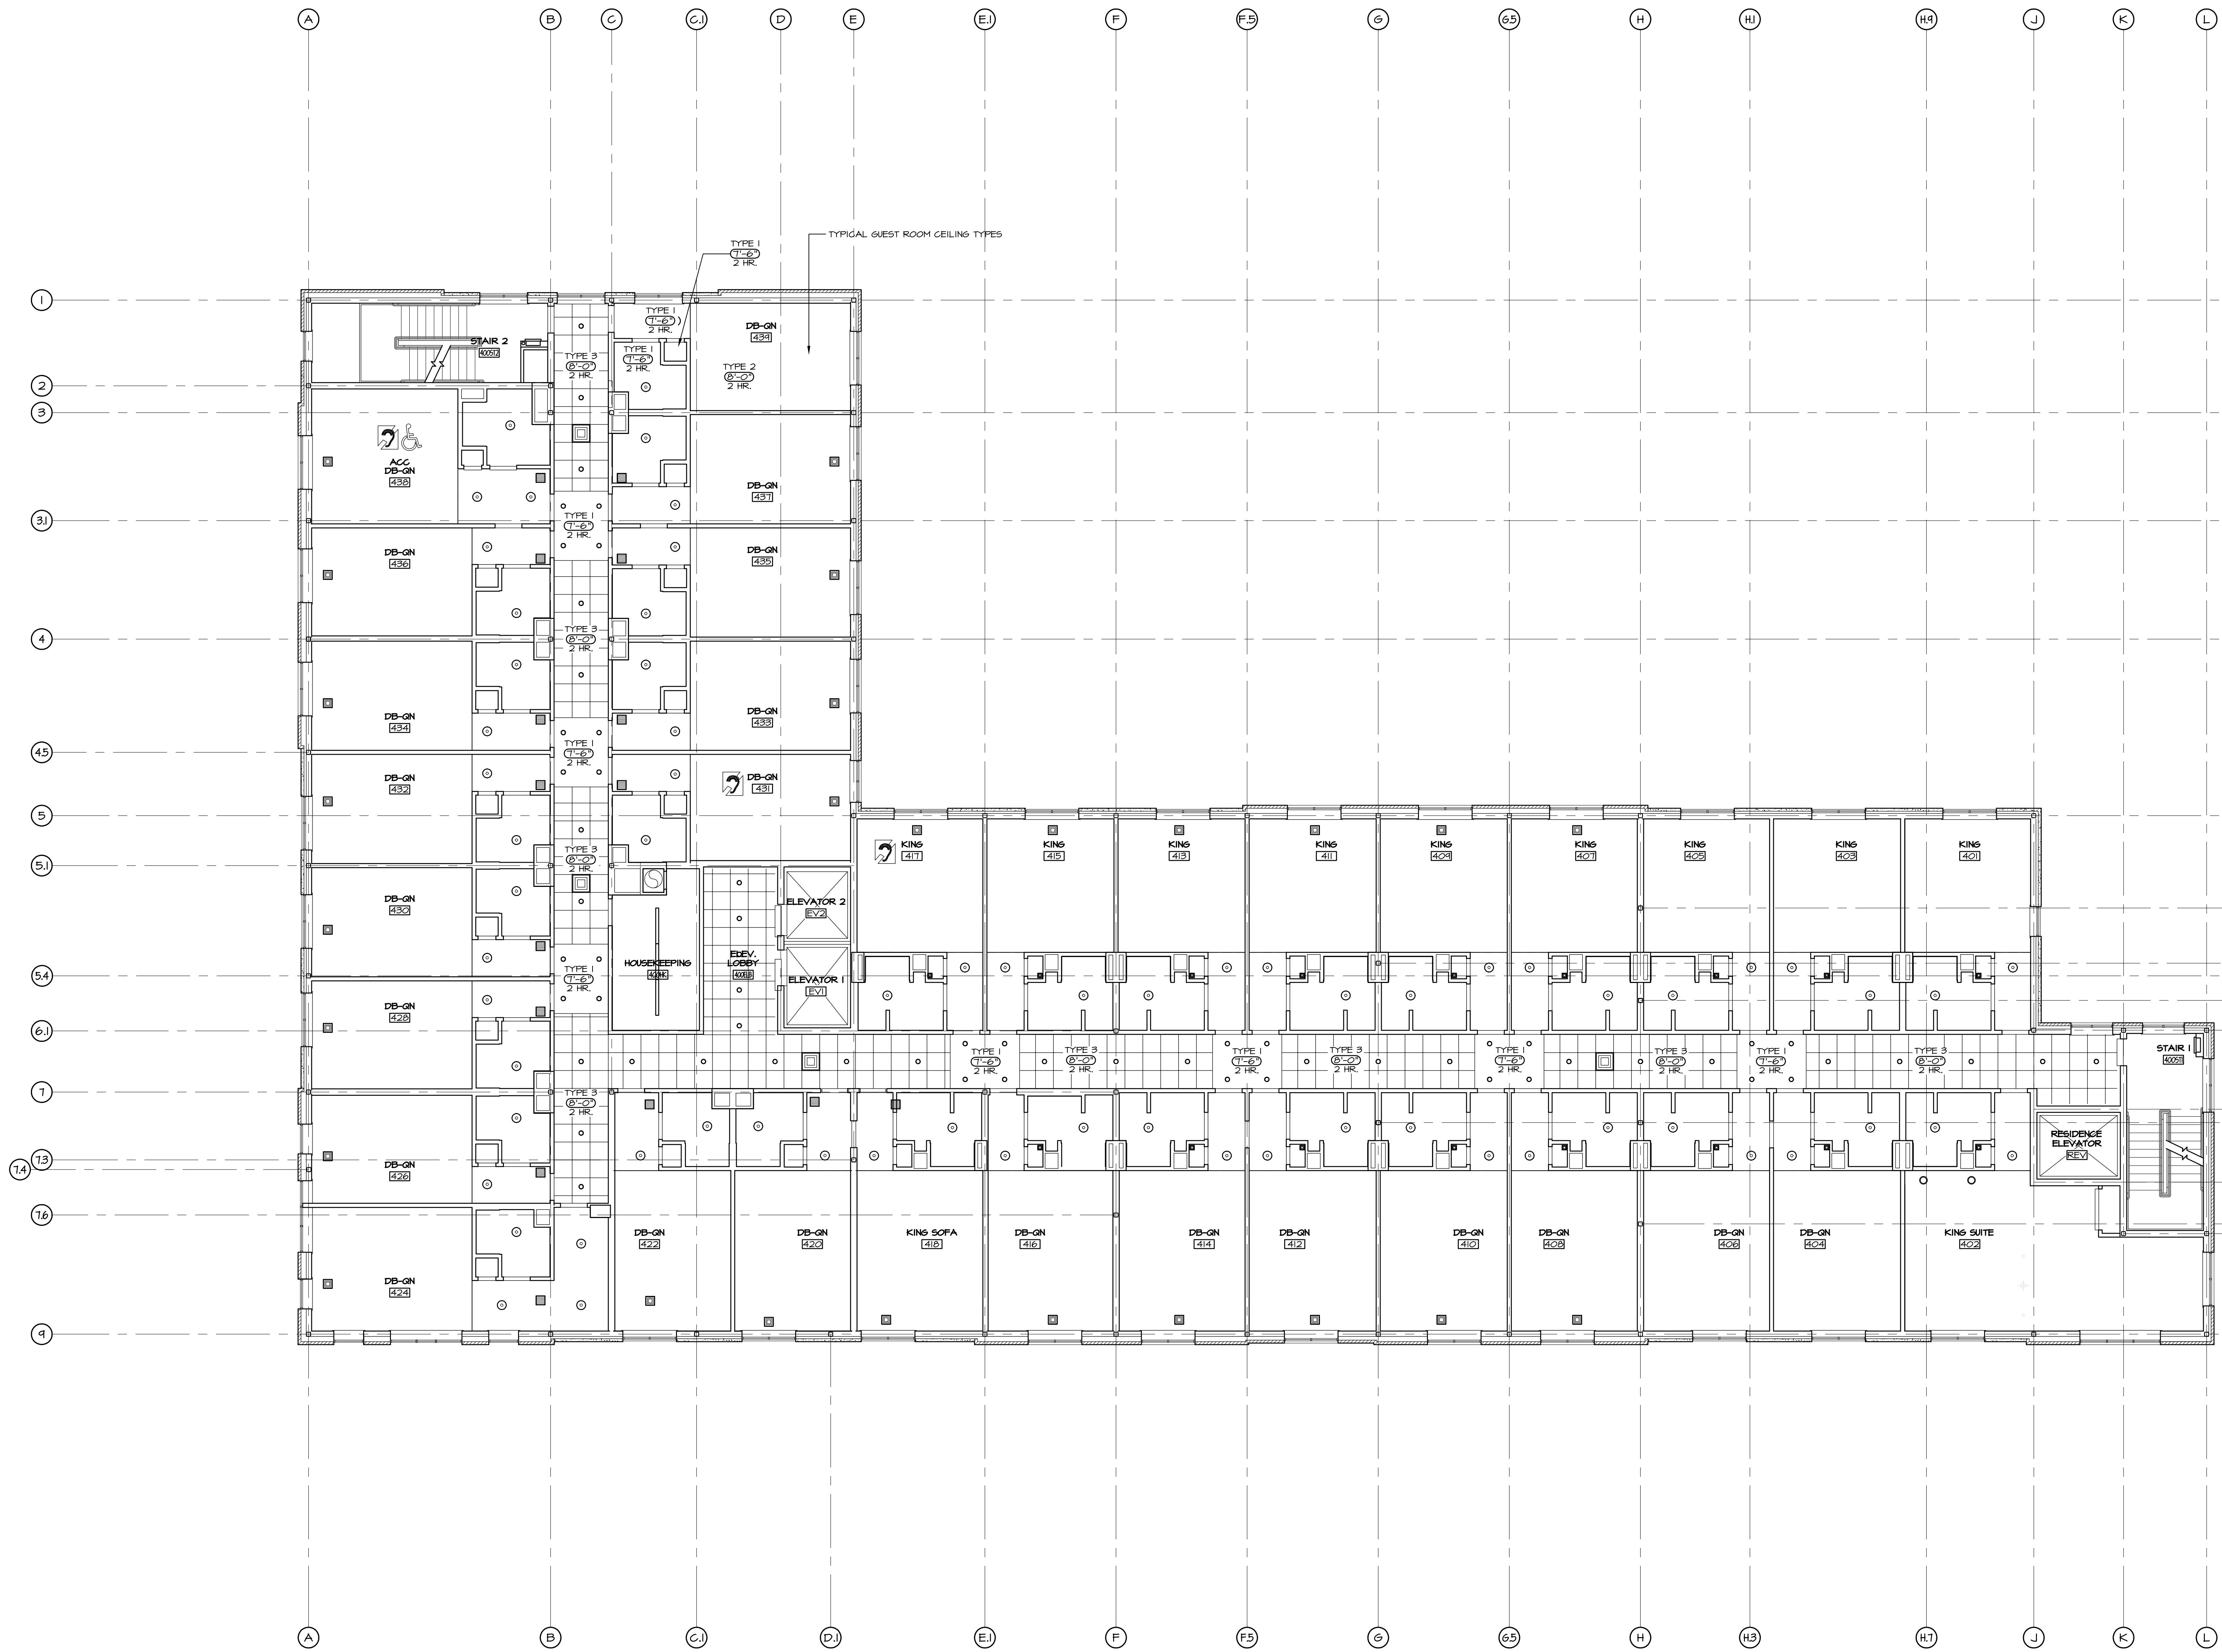 A B C C.1 D E E.1 F F.5 G G.5 H H.1 H.9 J K L
TYPICAL GUEST ROOM CEILING TYPES
TYPE 1
7'-6"
2 HR.
1
TYPE 1
7'-6"
2 HR.
DB-QN
439
STAIR 2
400ST2
TYPE 3
8'-0"
2 HR.
TYPE 1
7'-6"
2 HR.
TYPE 2
8'-0"
2 HR.
2
3
ACC
DB-QN
438
DB-QN
437
3.1
TYPE 1
7'-6"
2 HR.
DB-QN
436
DB-QN
435
4
TYPE 3
8'-0"
2 HR.
DB-QN
434
DB-QN
433
4.5
TYPE 1
7'-6"
2 HR.
DB-QN
432
DB-QN
431
5
KING
417
KING
415
KING
413
KING
411
KING
409
KING
407
KING
405
KING
403
KING
401
5.1
TYPE 3
8'-0"
2 HR.
DB-QN
430
ELEVATOR 2
EV2
HOUSEKEEPING
400HK
ELEV.
LOBBY
400ELB
ELEVATOR 1
EV1
5.4
TYPE 1
7'-6"
2 HR.
DB-QN
428
6.1
TYPE 1
7'-6"
2 HR.
TYPE 3
8'-0"
2 HR.
TYPE 1
7'-6"
2 HR.
TYPE 3
8'-0"
2 HR.
TYPE 1
7'-6"
2 HR.
TYPE 3
8'-0"
2 HR.
TYPE 1
7'-6"
2 HR.
TYPE 3
8'-0"
2 HR.
STAIR 1
400ST1
7
TYPE 3
8'-0"
2 HR.
RESIDENCE
ELEVATOR
REV
7.3
7.4
DB-QN
426
7.6
DB-QN
422
DB-QN
420
KING SOFA
418
DB-QN
416
DB-QN
414
DB-QN
412
DB-QN
410
DB-QN
408
DB-QN
406
DB-QN
404
KING SUITE
402
DB-QN
424
9
A B C.1 D.1 E.1 F F.5 G G.5 H H.3 H.7 J K L